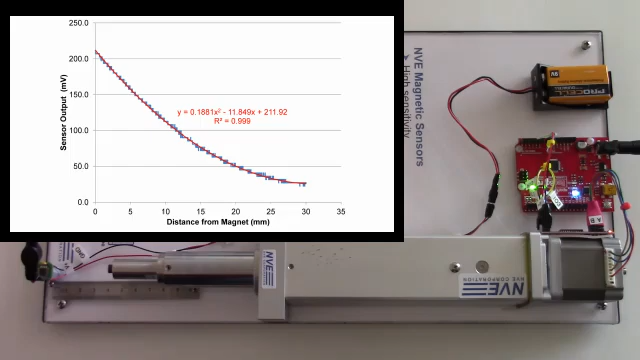 250.0
200.0
150.0
100.0
50.0
0.0
Sensor Output (mV)
y = 0.1881x² - 11.849x + 211.92
R² = 0.999
0 5 10 15 20 25 30 35
Distance from Magnet (mm)
NVE Magnetic Sensors
High sensitivity
PROCELL
9V
GND
NVE
NVE
NVE CORPORATION
A B